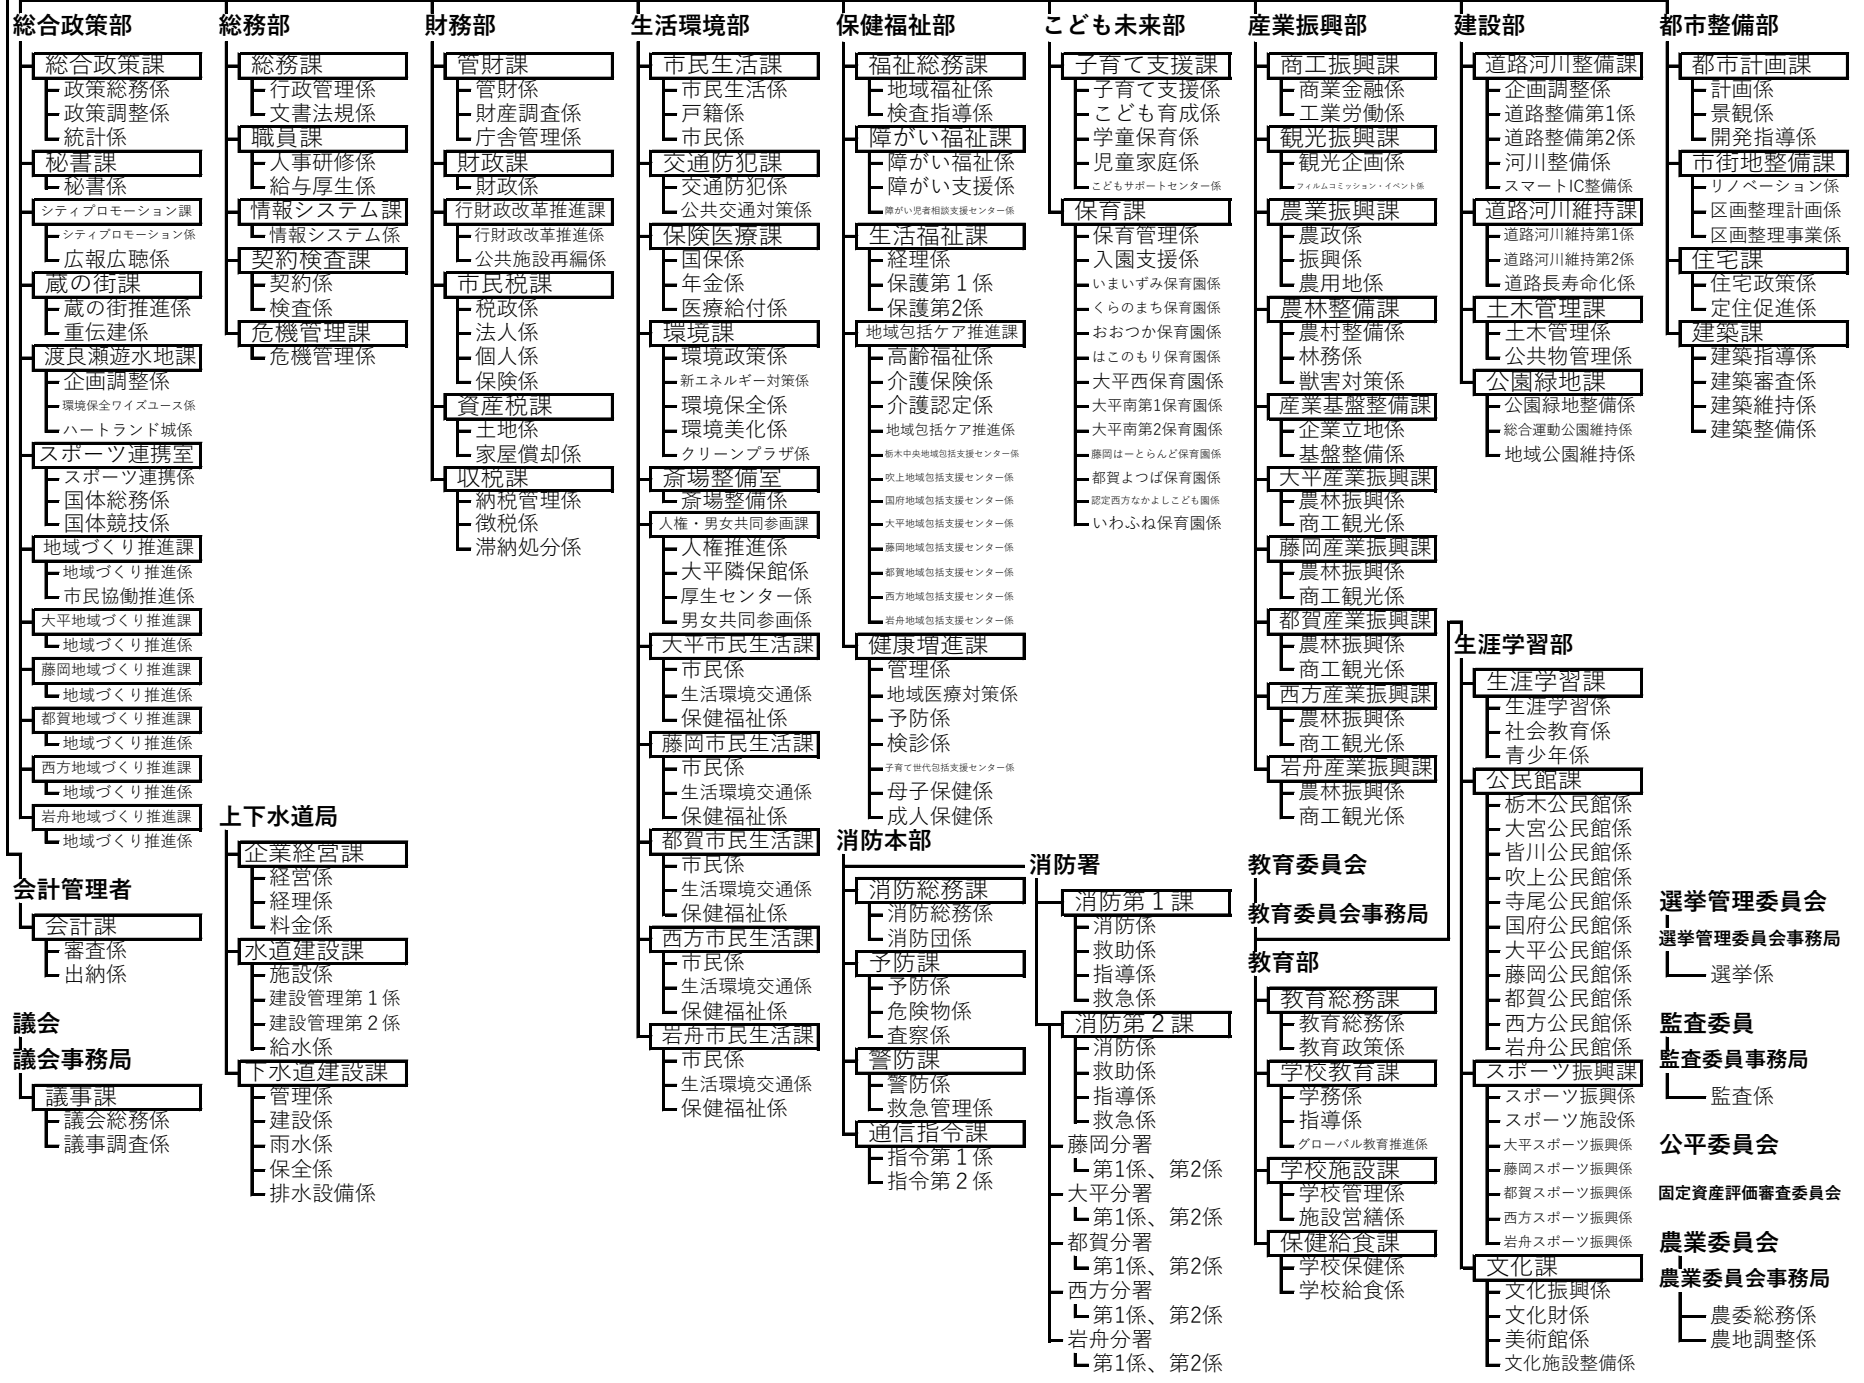 総合政策部
総合政策課
政策総務係
政策調整係
統計係
秘書課
秘書係
シティプロモーション課
シティプロモーション係
広報広聴係
蔵の街課
蔵の街推進係
重伝建係
渡良瀬遊水地課
企画調整係
環境保全ワイズユース係
ハートランド城係
スポーツ連携室
スポーツ連携係
国体総務係
国体競技係
地域づくり推進課
地域づくり推進係
市民協働推進係
大平地域づくり推進課
地域づくり推進係
藤岡地域づくり推進課
地域づくり推進係
都賀地域づくり推進課
地域づくり推進係
西方地域づくり推進課
地域づくり推進係
岩舟地域づくり推進課
地域づくり推進係
会計管理者
会計課
審査係
出納係
議会
議会事務局
議事課
議会総務係
議事調査係
総務部
総務課
行政管理係
文書法規係
職員課
人事研修係
給与厚生係
情報システム課
情報システム係
契約検査課
契約係
検査係
危機管理課
危機管理係
上下水道局
企業経営課
経営係
経理係
料金係
水道建設課
施設係
建設管理第１係
建設管理第２係
給水係
下水道建設課
管理係
建設係
雨水係
保全係
排水設備係
財務部
管財課
管財係
財産調査係
庁舎管理係
財政課
財政係
行財政改革推進課
行財政改革推進係
公共施設再編係
市民税課
税政係
法人係
個人係
保険係
資産税課
土地係
家屋償却係
収税課
納税管理係
徴税係
滞納処分係
生活環境部
市民生活課
市民生活係
戸籍係
市民係
交通防犯課
交通防犯係
公共交通対策係
保険医療課
国保係
年金係
医療給付係
環境課
環境政策係
新エネルギー対策係
環境保全係
環境美化係
クリーンプラザ係
斎場整備室
斎場整備係
人権・男女共同参画課
人権推進係
大平隣保館係
厚生センター係
男女共同参画係
大平市民生活課
市民係
生活環境交通係
保健福祉係
藤岡市民生活課
市民係
生活環境交通係
保健福祉係
都賀市民生活課
市民係
生活環境交通係
保健福祉係
西方市民生活課
市民係
生活環境交通係
保健福祉係
岩舟市民生活課
市民係
生活環境交通係
保健福祉係
保健福祉部
福祉総務課
地域福祉係
検査指導係
障がい福祉課
障がい福祉係
障がい支援係
障がい児者相談支援センター係
生活福祉課
経理係
保護第１係
保護第2係
地域包括ケア推進課
高齢福祉係
介護保険係
介護認定係
地域包括ケア推進係
栃木中央地域包括支援センター係
吹上地域包括支援センター係
国府地域包括支援センター係
大平地域包括支援センター係
藤岡地域包括支援センター係
都賀地域包括支援センター係
西方地域包括支援センター係
岩舟地域包括支援センター係
健康増進課
管理係
地域医療対策係
予防係
検診係
子育て世代包括支援センター係
母子保健係
成人保健係
消防本部
消防総務課
消防総務係
消防団係
予防課
予防係
危険物係
査察係
警防課
警防係
救急管理係
通信指令課
指令第１係
指令第２係
こども未来部
子育て支援課
子育て支援係
こども育成係
学童保育係
児童家庭係
こどもサポートセンター係
保育課
保育管理係
入園支援係
いまいずみ保育園係
くらのまち保育園係
おおつか保育園係
はこのもり保育園係
大平西保育園係
大平南第1保育園係
大平南第2保育園係
藤岡はーとらんど保育園係
都賀よつば保育園係
認定西方なかよしこども園係
いわふね保育園係
消防署
消防第１課
消防係
救助係
指導係
救急係
消防第２課
消防係
救助係
指導係
救急係
藤岡分署
第1係、第2係
大平分署
第1係、第2係
都賀分署
第1係、第2係
西方分署
第1係、第2係
岩舟分署
第1係、第2係
産業振興部
商工振興課
商業金融係
工業労働係
観光振興課
観光企画係
フィルムコミッション・イベント係
農業振興課
農政係
振興係
農用地係
農林整備課
農村整備係
林務係
獣害対策係
産業基盤整備課
企業立地係
基盤整備係
大平産業振興課
農林振興係
商工観光係
藤岡産業振興課
農林振興係
商工観光係
都賀産業振興課
農林振興係
商工観光係
西方産業振興課
農林振興係
商工観光係
岩舟産業振興課
農林振興係
商工観光係
教育委員会
教育委員会事務局
教育部
教育総務課
教育総務係
教育政策係
学校教育課
学務係
指導係
グローバル教育推進係
学校施設課
学校管理係
施設営繕係
保健給食課
学校保健係
学校給食係
建設部
道路河川整備課
企画調整係
道路整備第1係
道路整備第2係
河川整備係
スマートIC整備係
道路河川維持課
道路河川維持第1係
道路河川維持第2係
道路長寿命化係
土木管理課
土木管理係
公共物管理係
公園緑地課
公園緑地整備係
総合運動公園維持係
地域公園維持係
生涯学習部
生涯学習課
生涯学習係
社会教育係
青少年係
公民館課
栃木公民館係
大宮公民館係
皆川公民館係
吹上公民館係
寺尾公民館係
国府公民館係
大平公民館係
藤岡公民館係
都賀公民館係
西方公民館係
岩舟公民館係
スポーツ振興課
スポーツ振興係
スポーツ施設係
大平スポーツ振興係
藤岡スポーツ振興係
都賀スポーツ振興係
西方スポーツ振興係
岩舟スポーツ振興係
文化課
文化振興係
文化財係
美術館係
文化施設整備係
都市整備部
都市計画課
計画係
景観係
開発指導係
市街地整備課
リノベーション係
区画整理計画係
区画整理事業係
住宅課
住宅政策係
定住促進係
建築課
建築指導係
建築審査係
建築維持係
建築整備係
選挙管理委員会
選挙管理委員会事務局
選挙係
監査委員
監査委員事務局
監査係
公平委員会
固定資産評価審査委員会
農業委員会
農業委員会事務局
農委総務係
農地調整係